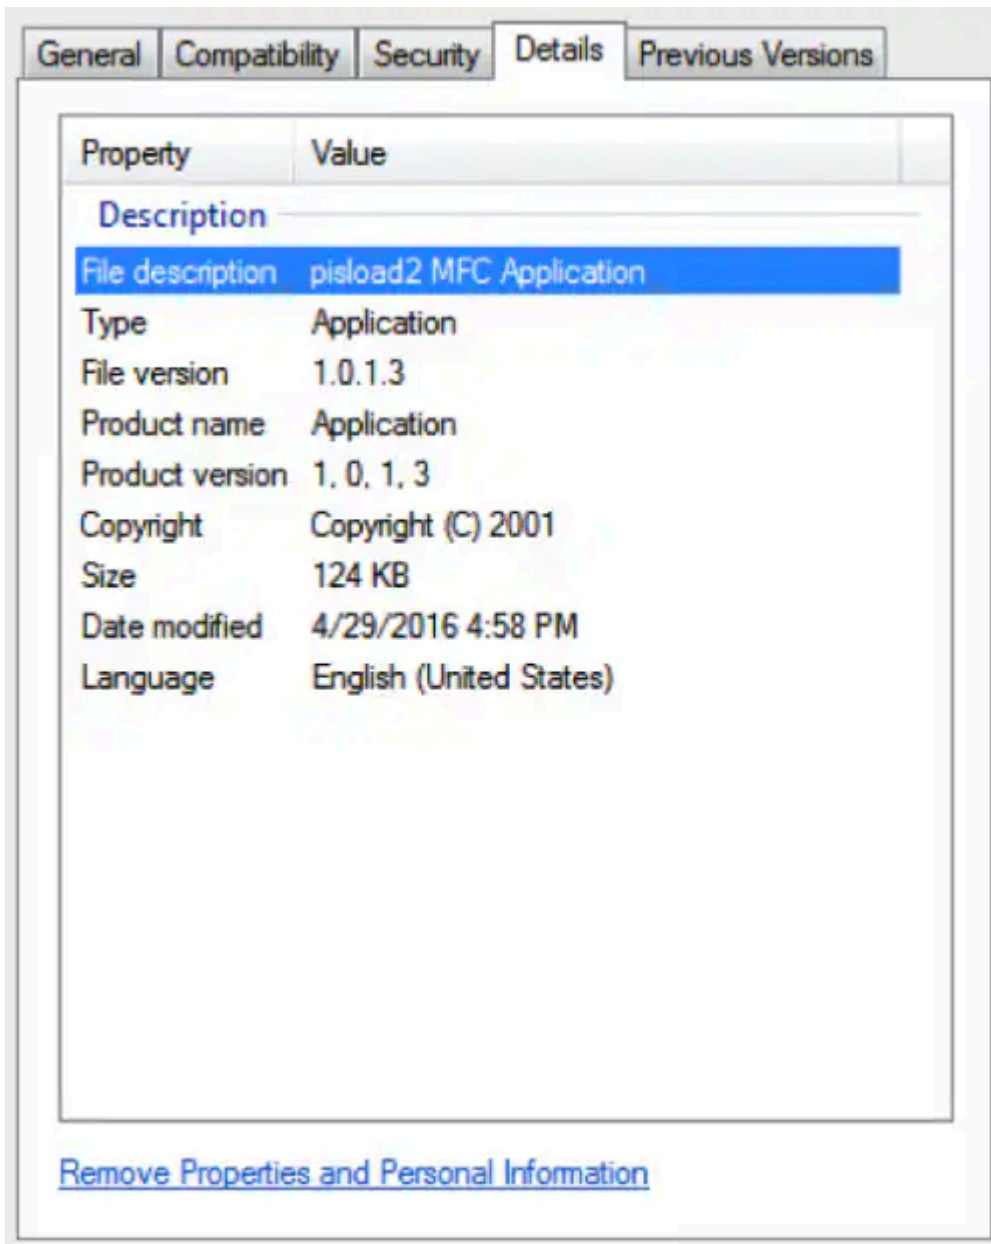 General Compatibility Security Details Previous Versions
Property Value
Description
File description pisload2 MFC Application
Type Application
File version 1.0.1.3
Product name Application
Product version 1, 0, 1, 3
Copyright Copyright (C) 2001
Size 124 KB
Date modified 4/29/2016 4:58 PM
Language English (United States)
Remove Properties and Personal Information